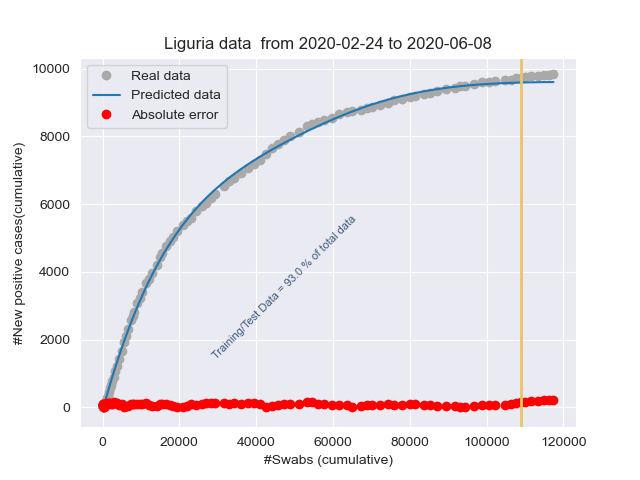 Liguria data  from 2020-02-24 to 2020-06-08
Real data
Predicted data
Absolute error
10000
8000
6000
4000
2000
0
#New positive cases(cumulative)
Training/Test Data = 93.0 % of total data
0
20000
40000
60000
80000
100000
120000
#Swabs (cumulative)